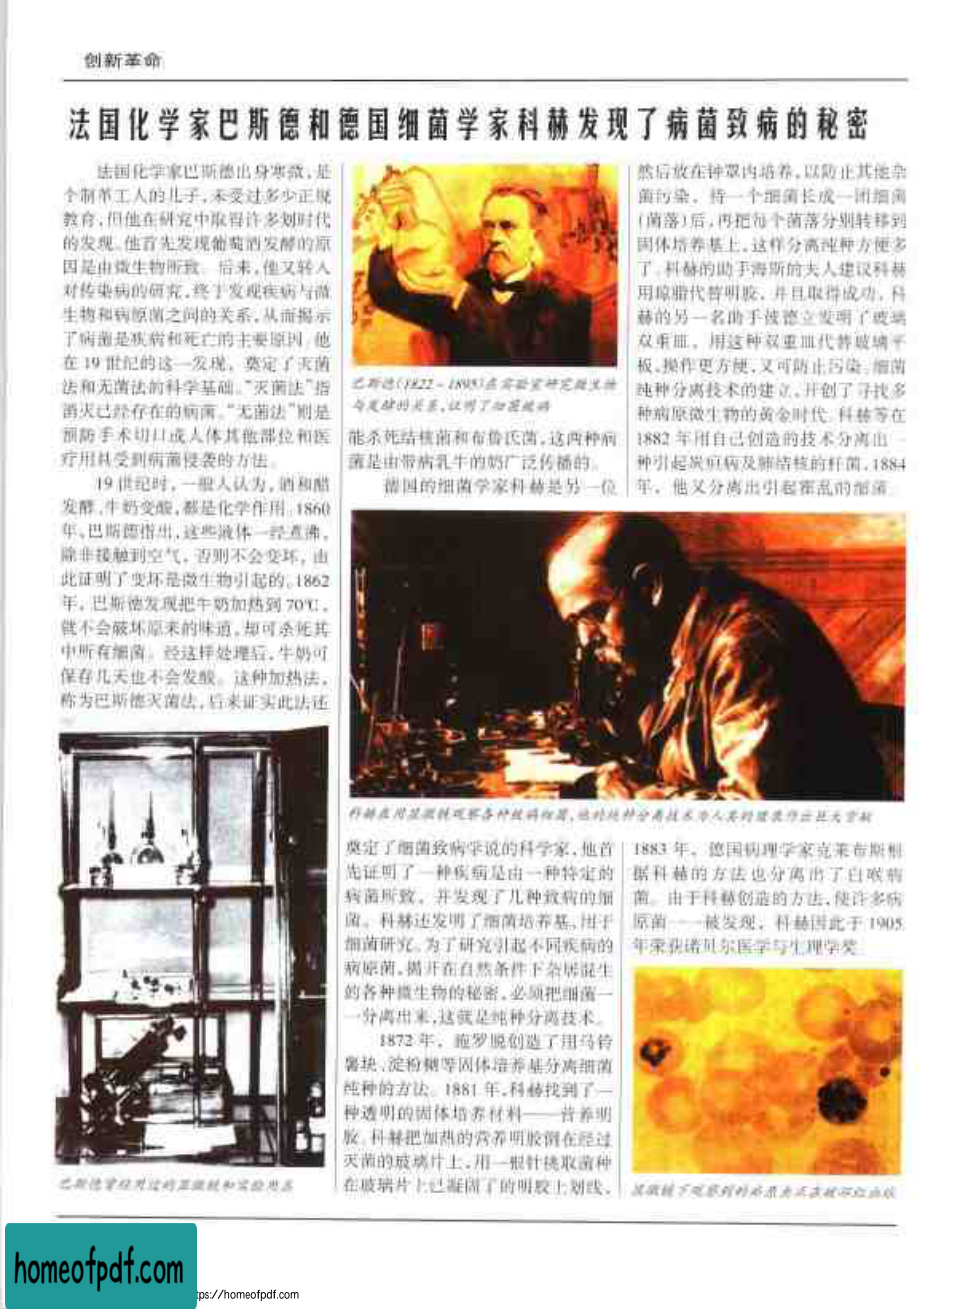 创新革命
法国化学家巴斯德和德国细菌学家科赫发现了病菌致病的秘密
法国化学家巴斯德出身寒微,是
个制革工人的儿子,未受过多少正规
教育,但他在研究中取得许多划时代
的发现。他首先发现葡萄酒发酵的原
因是由微生物所致。后来,他又转入
对传染病的研究,终于发现疾病与微
生物和病原菌之间的关系,从而揭示
了病菌是疾病和死亡的主要原因。他
在19世纪的这一发现,奠定了灭菌
法和无菌法的科学基础。“灭菌法”指
消灭已经存在的病菌。“无菌法”则是
预防手术切口或人体其他部位和医
疗用具受到病菌侵袭的方法。
19世纪时,一般人认为,酒和醋
发酵,牛奶变酸,都是化学作用。1860
年,巴斯德指出,这些液体一经煮沸,
除非接触到空气,否则不会变坏,由
此证明了变坏是微生物引起的。1862
年,巴斯德发现把牛奶加热到70℃,
就不会破坏原来的味道,却可杀死其
中所有细菌。经这样处理后,牛奶可
保存几天也不会发酸。这种加热法,
称为巴斯德灭菌法,后来证实此法还
巴斯德曾经用过的显微镜和实验用品
巴斯德(1822-1895)在实验室研究微生物
与发酵的关系,证明了细菌致病
能杀死结核菌和布鲁氏菌,这两种病
菌是由带病乳牛的奶广泛传播的。
德国的细菌学家科赫是另一位
科赫在用显微镜观察各种致病细菌,他的纯种分离技术为人类的健康作出巨大贡献
奠定了细菌致病学说的科学家,他首
先证明了一种疾病是由一种特定的
病菌所致,并发现了几种致病的细
菌。科赫还发明了细菌培养基,用于
细菌研究。为了研究引起不同疾病的
病原菌,揭开在自然条件下杂居混生
的各种微生物的秘密,必须把细菌一
一分离出来,这就是纯种分离技术。
1872年,施罗脱创造了用马铃
薯块、淀粉糊等固体培养基分离细菌
纯种的方法。1881年,科赫找到了一
种透明的固体培养材料——营养明
胶。科赫把加热的营养明胶倒在经过
灭菌的玻璃片上,用一根针挑取菌种
在玻璃片上已凝固了的明胶上划线,
然后放在钟罩内培养,以防止其他杂
菌污染。待一个细菌长成一团细菌
(菌落)后,再把每个菌落分别转移到
固体培养基上,这样分离纯种方便多
了。科赫的助手海斯的夫人建议科赫
用琼脂代替明胶,并且取得成功。科
赫的另一名助手彼德立发明了玻璃
双重皿。用这种双重皿代替玻璃平
板,操作更方便,又可防止污染。细菌
纯种分离技术的建立,开创了寻找多
种病原微生物的黄金时代。科赫等在
1882年用自己创造的技术分离出一
种引起炭疽病及肺结核的杆菌,1884
年,他又分离出引起霍乱的细菌。
1883年,德国病理学家克莱布斯根
据科赫的方法也分离出了白喉病
菌。由于科赫创造的方法,使许多病
原菌一一被发现,科赫因此于1905
年荣获诺贝尔医学与生理学奖。
显微镜下观察到的疟原虫正在破坏红血球
homeofpdf.com
tps://homeofpdf.com